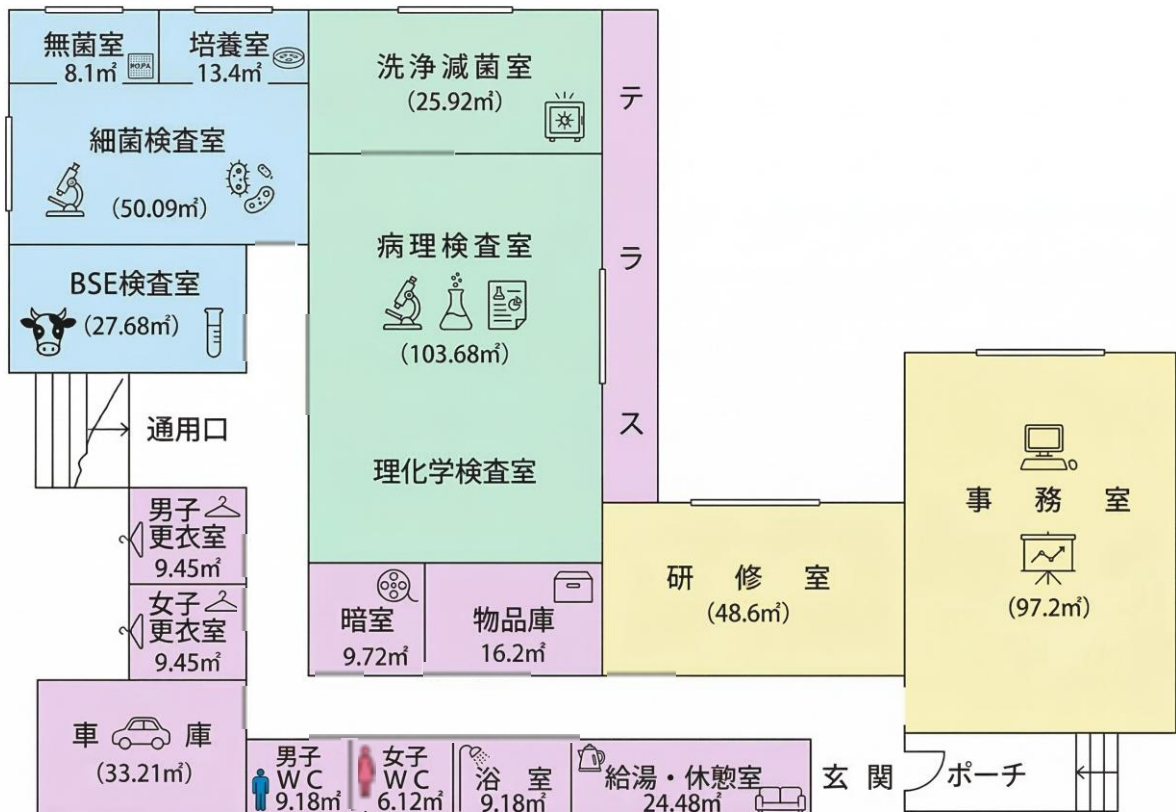 無菌室
8.1㎡
培養室
13.4㎡
洗浄減菌室
(25.92㎡)
テラス
細菌検査室
(50.09㎡)
病理検査室
(103.68㎡)
BSE検査室
(27.68㎡)
通用口
理化学検査室
事務室
(97.2㎡)
男子
更衣室
9.45㎡
研修室
(48.6㎡)
女子
更衣室
9.45㎡
暗室
9.72㎡
物品庫
16.2㎡
車庫
(33.21㎡)
男子
WC
9.18㎡
女子
WC
6.12㎡
浴室
9.18㎡
給湯・休憩室
24.48㎡
玄関
ポーチ